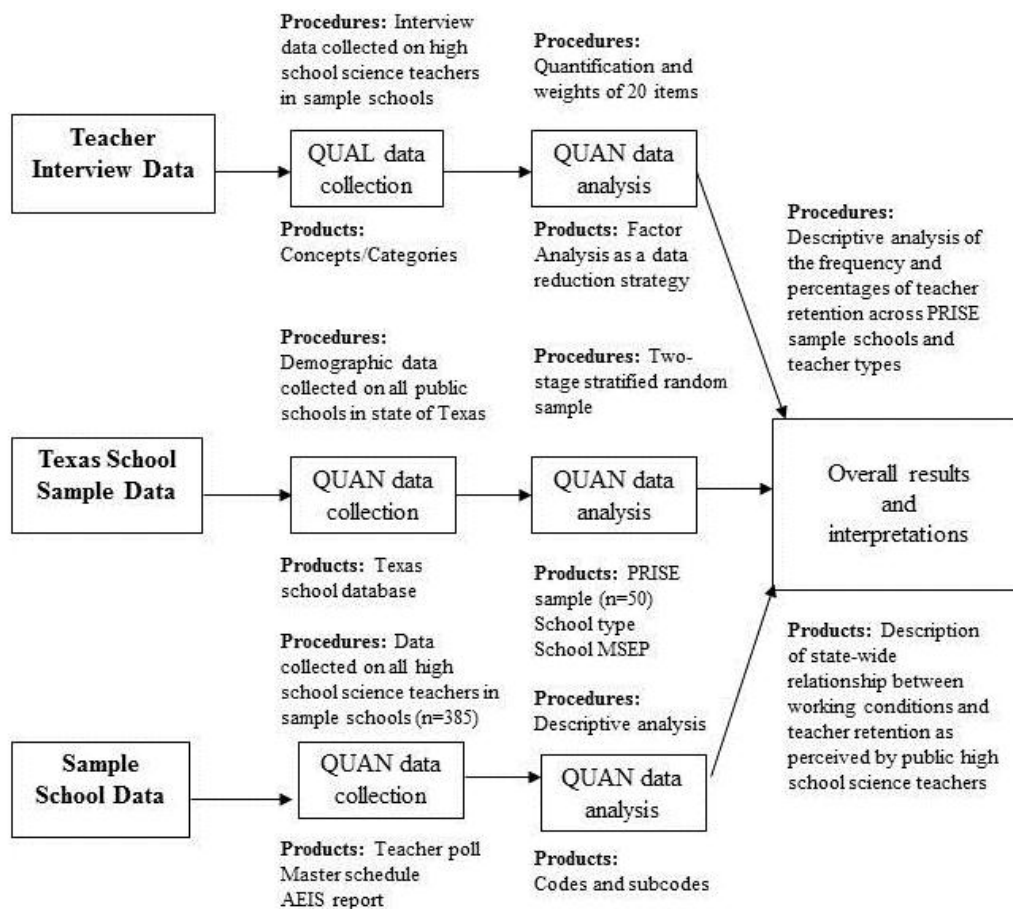 Procedures: Interview
data collected on high
school science teachers
in sample schools
Procedures:
Quantification and
weights of 20 items
Teacher
Interview Data
QUAL data
collection
QUAN data
analysis
Products:
Concepts/Categories
Products: Factor
Analysis as a data
reduction strategy
Procedures:
Descriptive analysis of
the frequency and
percentages of teacher
retention across PRISE
sample schools and
teacher types
Procedures:
Demographic data
collected on all public
schools in state of Texas
Procedures: Two-
stage stratified random
sample
Texas School
Sample Data
QUAN data
collection
QUAN data
analysis
Overall results
and
interpretations
Products: Texas
school database
Products: PRISE
sample (n=50)
School type
School MSEP
Procedures: Data
collected on all high
school science teachers in
sample schools (n=385)
Procedures:
Descriptive analysis
Products: Description
of state-wide
relationship between
working conditions and
teacher retention as
perceived by public high
school science teachers
Sample
School Data
QUAN data
collection
QUAN data
analysis
Products: Teacher poll
Master schedule
AEIS report
Products:
Codes and subcodes